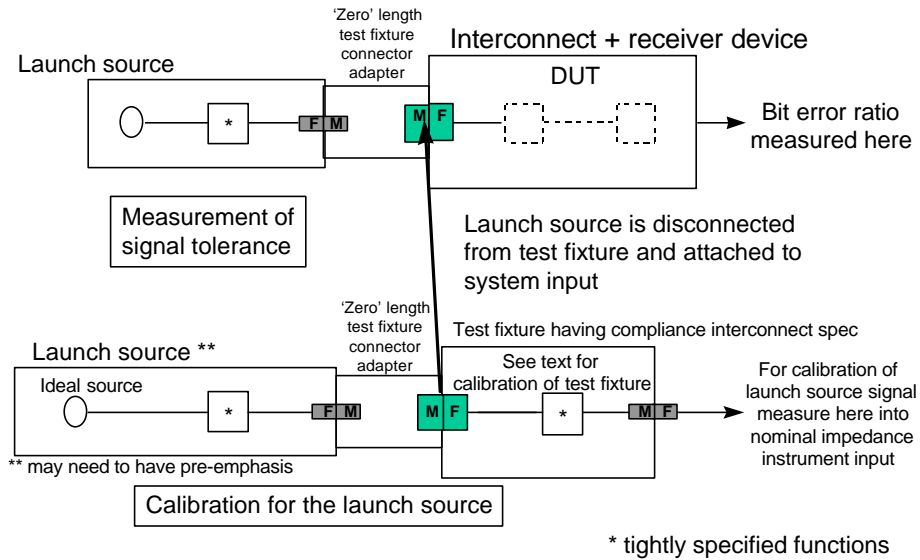 'Zero' length
test fixture
connector
adapter
Interconnect + receiver device
Launch source
DUT
*
F M
M F
Bit error ratio
measured here
Measurement of
signal tolerance
Launch source is disconnected
from test fixture and attached to
system input
'Zero' length
test fixture
connector
adapter
Test fixture having compliance interconnect spec
Launch source **
Ideal source
See text for
calibration of test fixture
*
F M
M F
*
M F
For calibration of
launch source signal
measure here into
nominal impedance
instrument input
** may need to have pre-emphasis
Calibration for the launch source
* tightly specified functions